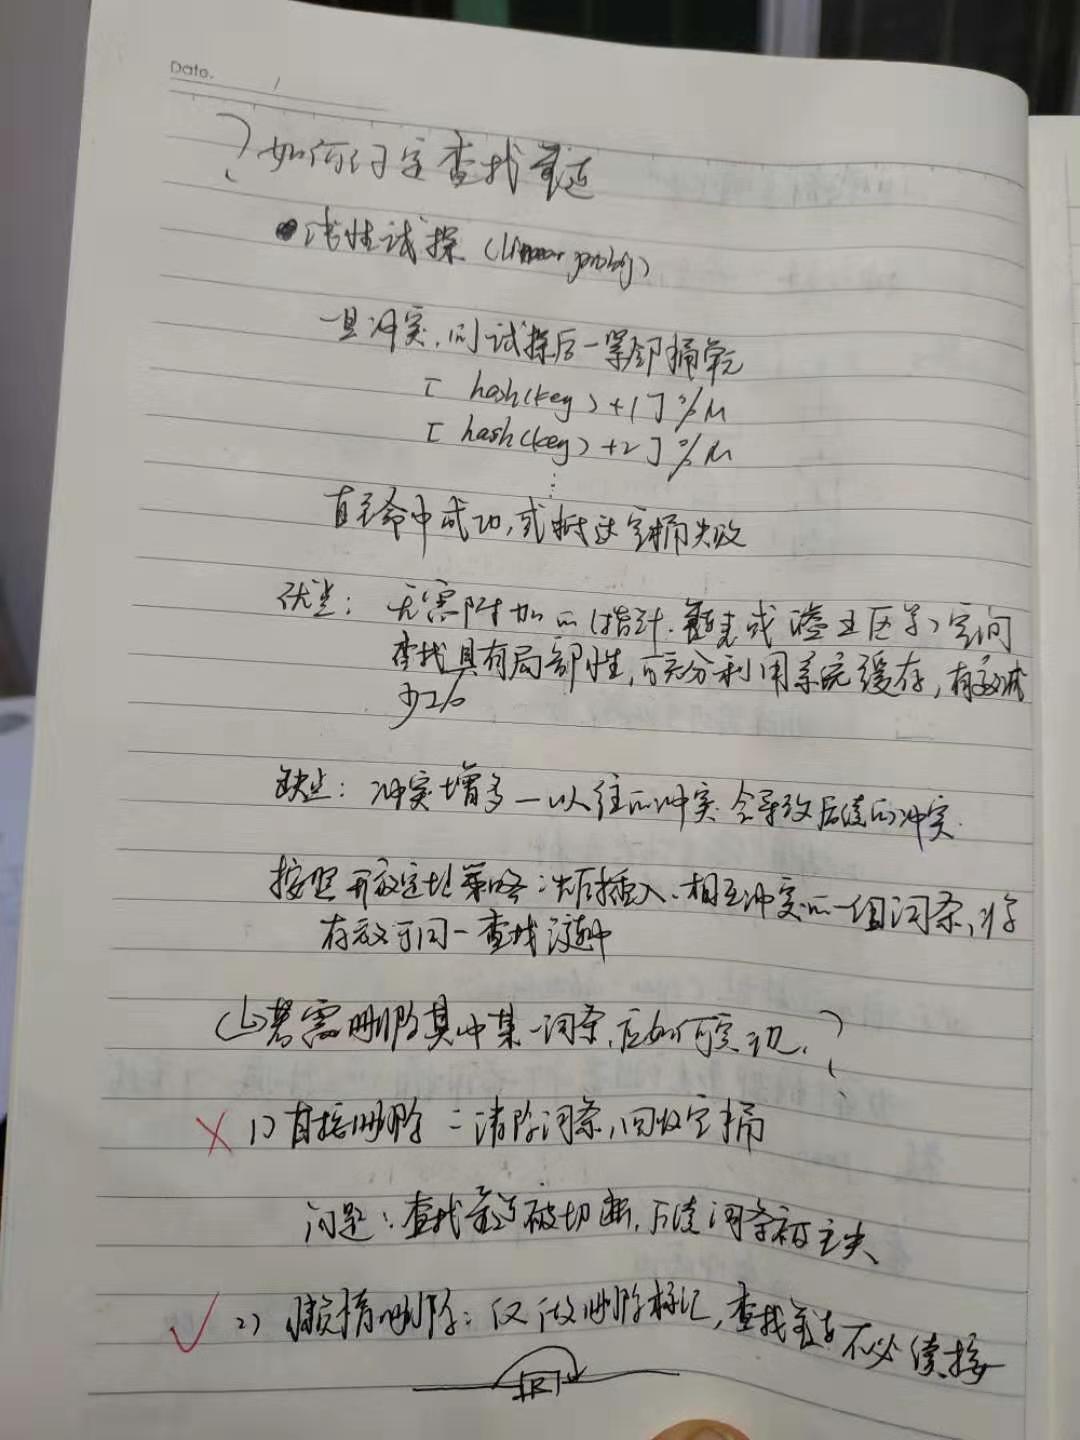 Date. /
? 如何约定查找链
线性试探 (linear probing)
一旦冲突,则试探后一紧邻桶单元
[ hash(key) + 1 ] % M
[ hash(key) + 2 ] % M
⋮
直至命中成功,或抵达空桶失败
优点: 无需附加的(指针、链表或溢出区等)空间
查找具有局部性,可充分利用系统缓存,有效减
少I/O
缺点: 冲突增多—以往的冲突会导致后续的冲突.
按照开放定址策略:先后插入、相互冲突的一组词条,将
存放于同一查找链中
(4)若需删除其中某一词条,应如何实现.?
× 1) 直接删除 = 清除词条,回收空桶
问题: 查找链被切断,后续词条被丢失
✓ 2) 懒惰删除: 仅做删除标记,查找链不必续接
R